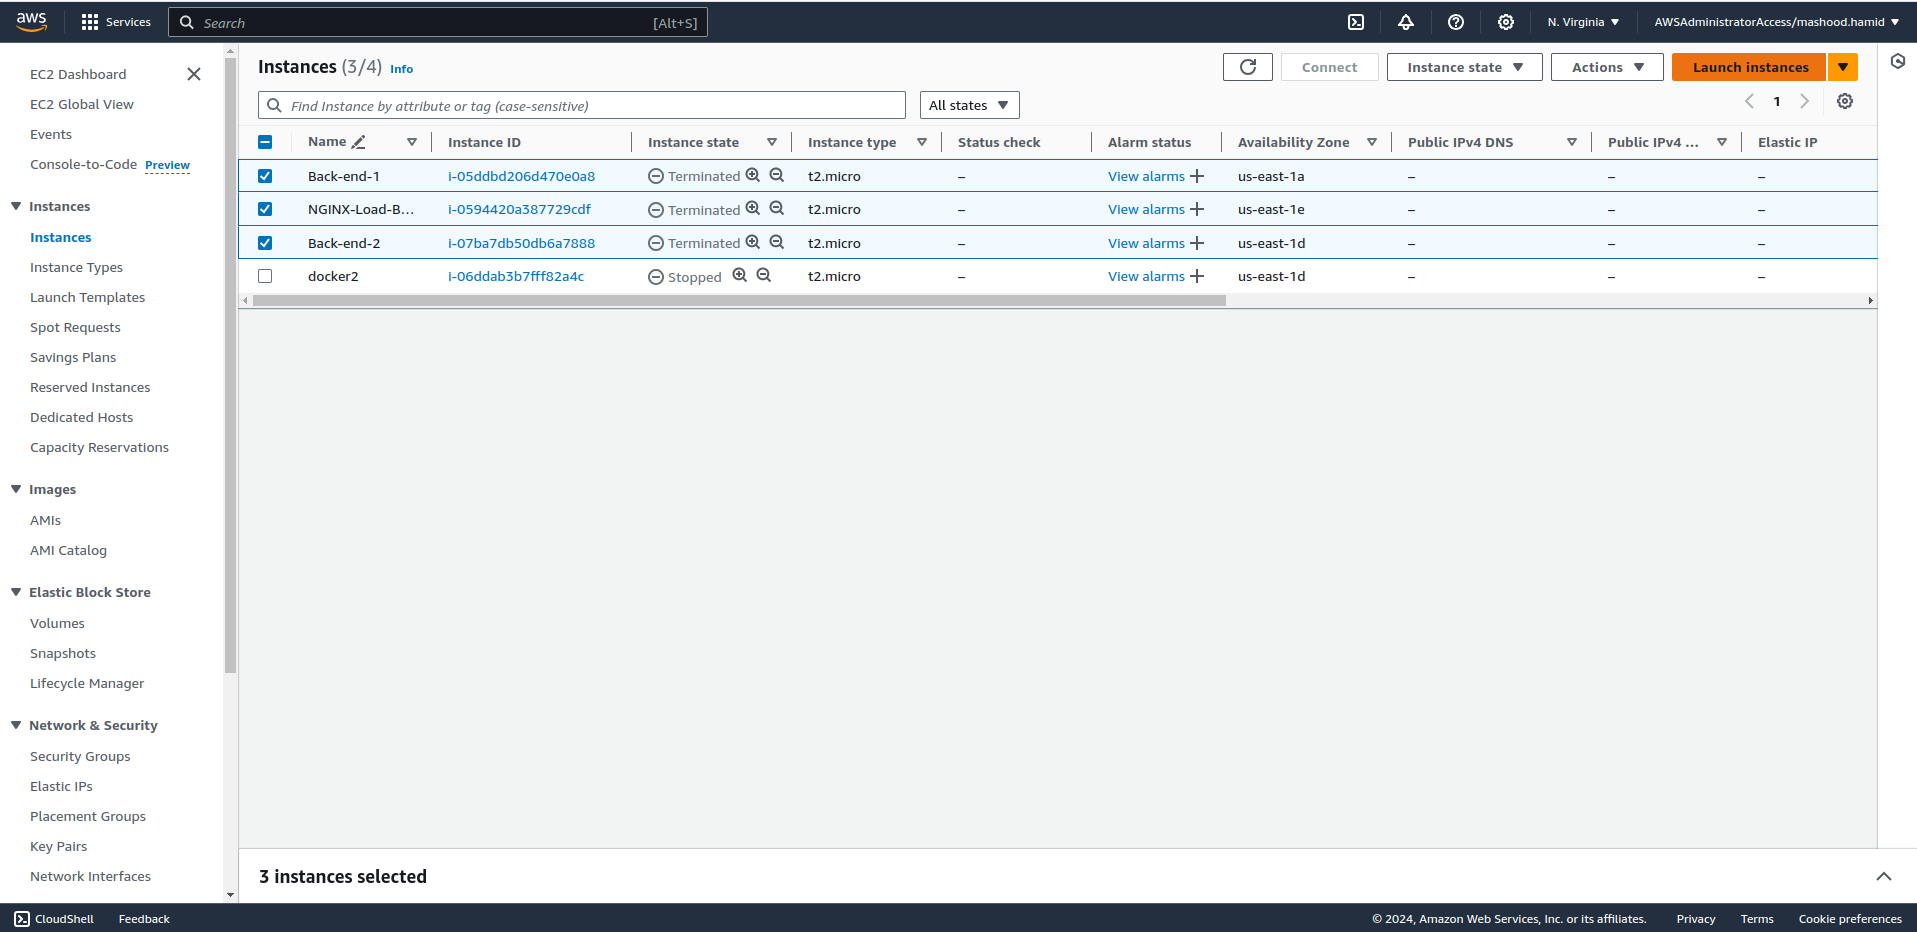 aws
Services
Search
[Alt+S]
N. Virginia
AWSAdministratorAccess/mashood.hamid
EC2 Dashboard
EC2 Global View
Events
Console-to-Code Preview
Instances
Instances
Instance Types
Launch Templates
Spot Requests
Savings Plans
Reserved Instances
Dedicated Hosts
Capacity Reservations
Images
AMIs
AMI Catalog
Elastic Block Store
Volumes
Snapshots
Lifecycle Manager
Network & Security
Security Groups
Elastic IPs
Placement Groups
Key Pairs
Network Interfaces
Instances (3/4) Info
Connect
Instance state
Actions
Launch instances
Find Instance by attribute or tag (case-sensitive)
All states
1
Name Instance ID Instance state Instance type Status check Alarm status Availability Zone Public IPv4 DNS Public IPv4 ... Elastic IP
Back-end-1 i-05ddbd206d470e0a8 Terminated t2.micro – View alarms us-east-1a – – –
NGINX-Load-B... i-0594420a387729cdf Terminated t2.micro – View alarms us-east-1e – – –
Back-end-2 i-07ba7db50db6a7888 Terminated t2.micro – View alarms us-east-1d – – –
docker2 i-06ddab3b7fff82a4c Stopped t2.micro – View alarms us-east-1d – – –
3 instances selected
CloudShell Feedback © 2024, Amazon Web Services, Inc. or its affiliates. Privacy Terms Cookie preferences